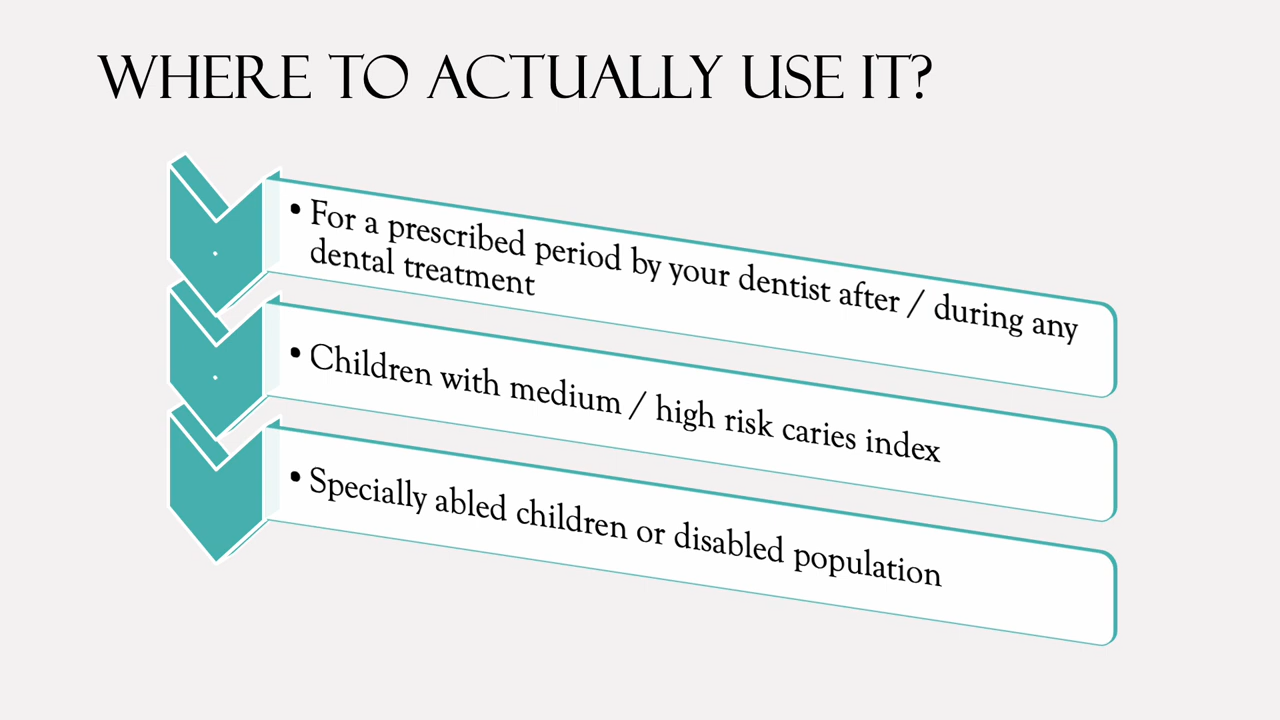 WHERE TO ACTUALLY USE IT?
• For a prescribed period by your dentist after / during any
dental treatment
• Children with medium / high risk caries index
• Specially abled children or disabled population